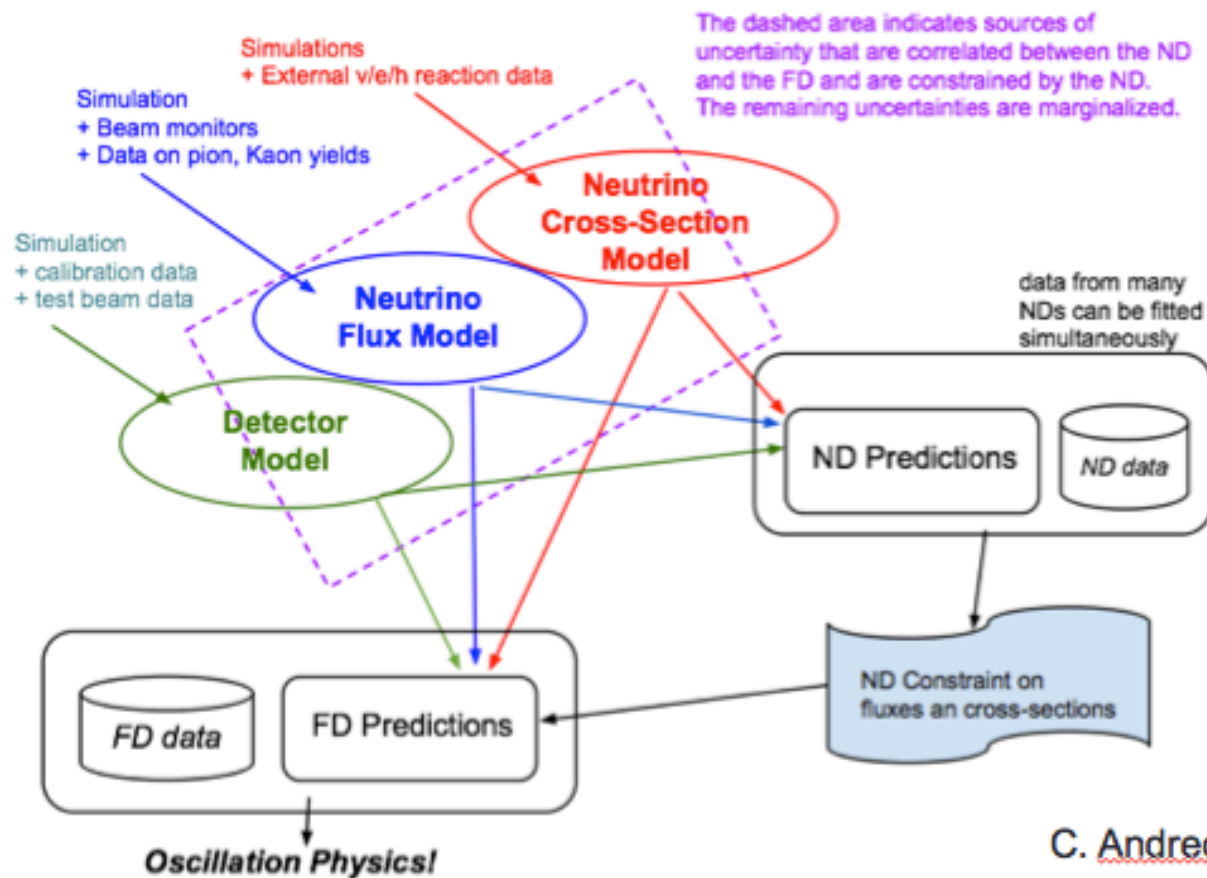 The dashed area indicates sources of
uncertainty that are correlated between the ND
and the FD and are constrained by the ND.
The remaining uncertainties are marginalized.
Simulations
+ External v/e/h reaction data
Simulation
+ Beam monitors
+ Data on pion, Kaon yields
Simulation
+ calibration data
+ test beam data
Neutrino
Cross-Section
Model
Neutrino
Flux Model
Detector
Model
data from many
NDs can be fitted
simultaneously
ND Predictions
ND data
ND Constraint on
fluxes an cross-sections
FD data
FD Predictions
Oscillation Physics!
C.